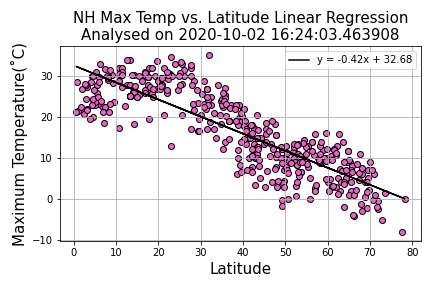 NH Max Temp vs. Latitude Linear Regression
Analysed on 2020-10-02 16:24:03.463908
y = -0.42x + 32.68
Maximum Temperature(˚C)
30
20
10
0
−10
0 10 20 30 40 50 60 70 80
Latitude